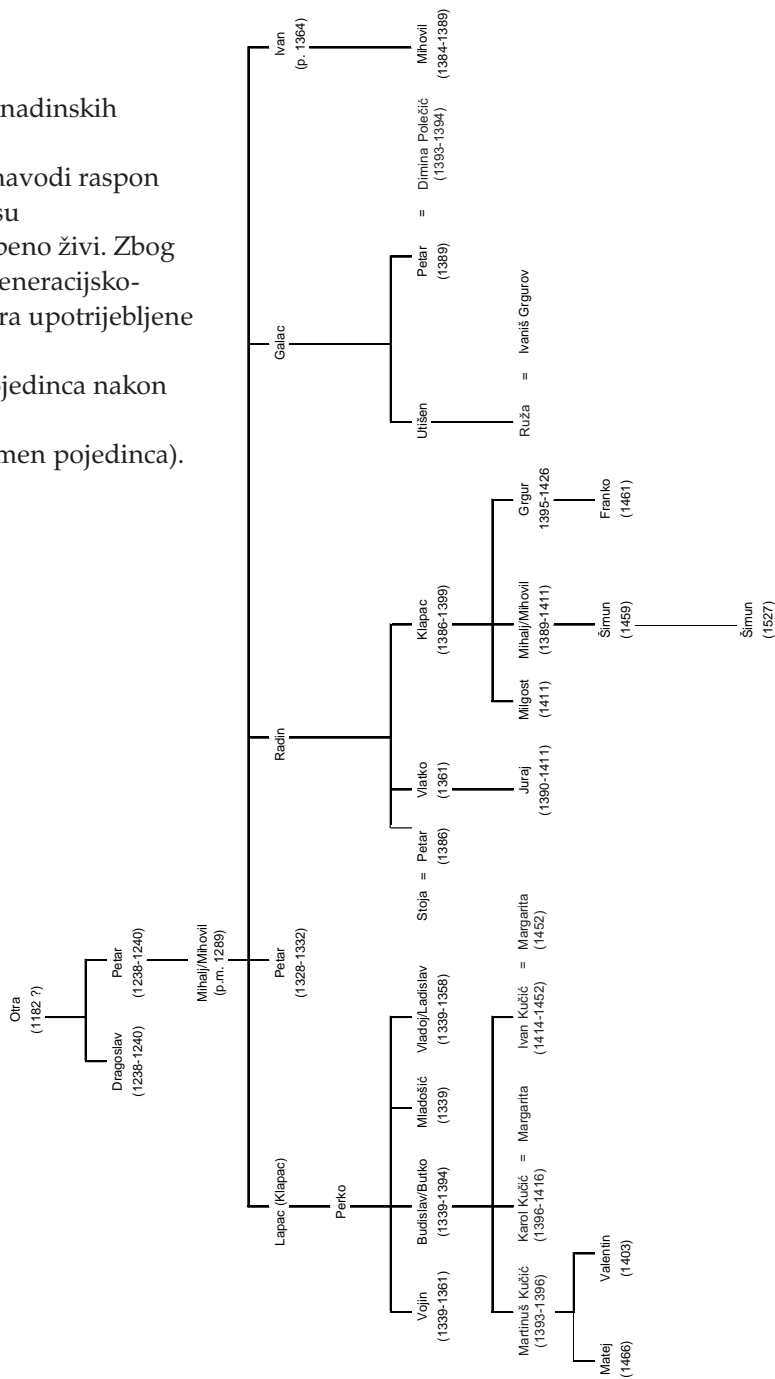 nadinskih
navodi raspon
su
beno živi. Zbog
eneracijsko-
ra upotrijebljene
ojedinca nakon
men pojedinca).
Otra
(1182 ?)
Dragoslav
(1238-1240)
Petar
(1238-1240)
Mihalj/Mihovil
(p.m. 1289)
Lapac (Klapac)
Petar
(1328-1332)
Radin
Galac
Ivan
(p. 1364)
Perko
Vojin
(1339-1361)
Budislav/Butko
(1339-1394)
Mladošić
(1339)
Vladoj/Ladislav
(1339-1358)
Stoja = Petar
(1386)
Vlatko
(1361)
Klapac
(1386-1399)
Utišen
Petar = Dimina Polečić
(1389)
(1393-1394)
Mihovil
(1384-1389)
Martinuš Kučić
(1393-1396)
Karol Kučić = Margarita
(1396-1416)
Ivan Kučić = Margarita
(1414-1452)
(1452)
Juraj
(1390-1411)
Milgost
(1411)
Mihalj/Mihovil
(1389-1411)
Grgur
1395-1426
Ruža = Ivaniš Grgurov
Matej
(1466)
Valentin
(1403)
Šimun
(1459)
Franko
(1461)
Šimun
(1527)